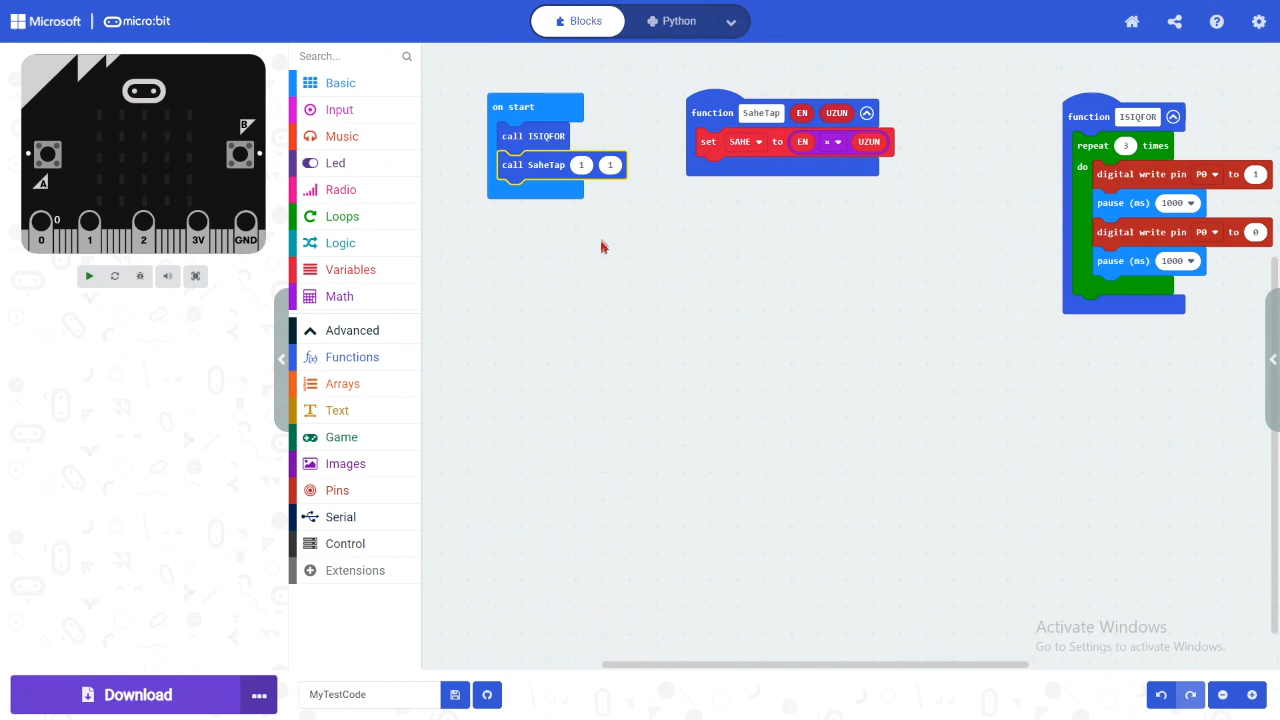 Microsoft | micro:bit
Blocks
Python
Search...
Basic
Input
Music
Led
Radio
Loops
Logic
Variables
Math
Advanced
Functions
Arrays
Text
Game
Images
Pins
Serial
Control
Extensions
A
B
0
0 1 2 3V GND
on start
call ISIQFOR
call SaheTap 1 1
function SaheTap EN UZUN
set SAHE to EN × UZUN
function ISIQFOR
repeat 3 times
do
digital write pin P0 to 1
pause (ms) 1000
digital write pin P0 to 0
pause (ms) 1000
Activate Windows
Go to Settings to activate Windows.
Download
MyTestCode